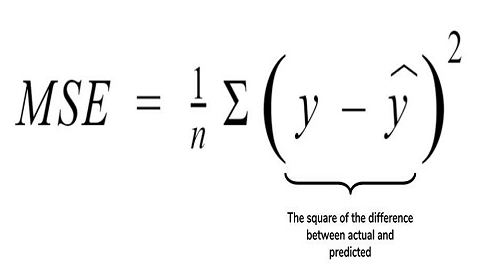 MSE = 1/n Σ (y − ŷ)²
The square of the difference
between actual and
predicted